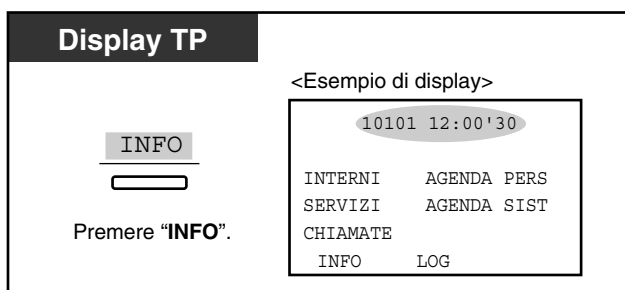 Display TP
<Esempio di display>
INFO
Premere “INFO”.
10101 12:00'30
INTERNI AGENDA PERS
SERVIZI AGENDA SIST
CHIAMATE
INFO LOG